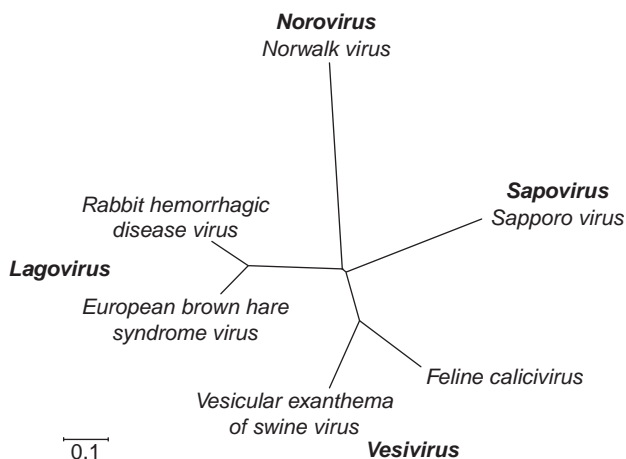 Norovirus
Norwalk virus
Sapovirus
Sapporo virus
Rabbit hemorrhagic
disease virus
Lagovirus
European brown hare
syndrome virus
Feline calicivirus
Vesicular exanthema
of swine virus
Vesivirus
0.1